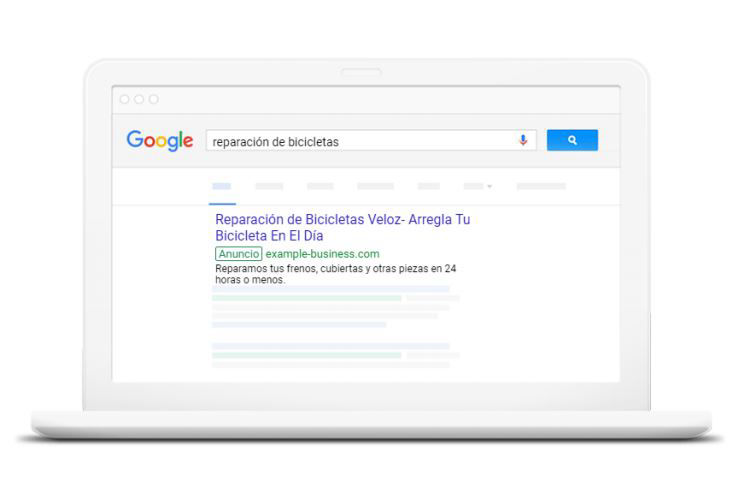 Google
reparación de bicicletas
Reparación de Bicicletas Veloz- Arregla Tu
Bicicleta En El Día
Anuncio example-business.com
Reparamos tus frenos, cubiertas y otras piezas en 24
horas o menos.